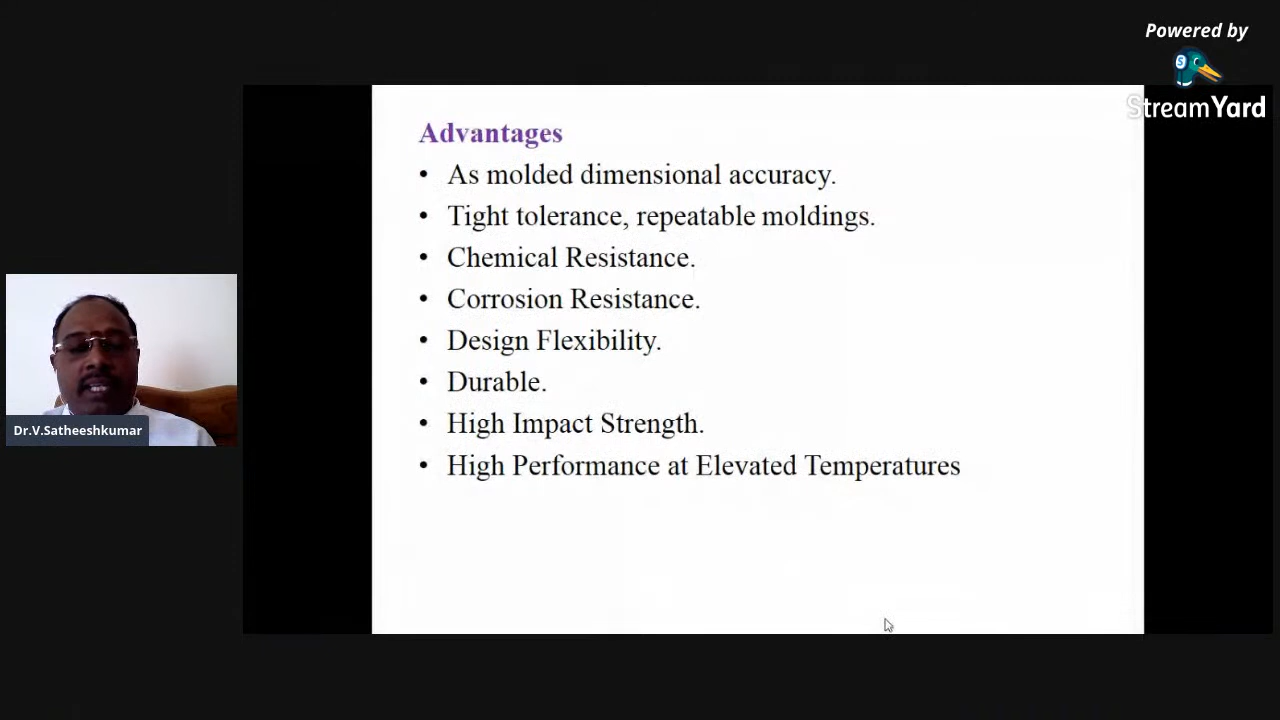 Powered by
StreamYard
Advantages
• As molded dimensional accuracy.
• Tight tolerance, repeatable moldings.
• Chemical Resistance.
• Corrosion Resistance.
• Design Flexibility.
• Durable.
• High Impact Strength.
• High Performance at Elevated Temperatures
Dr.V.Satheeshkumar